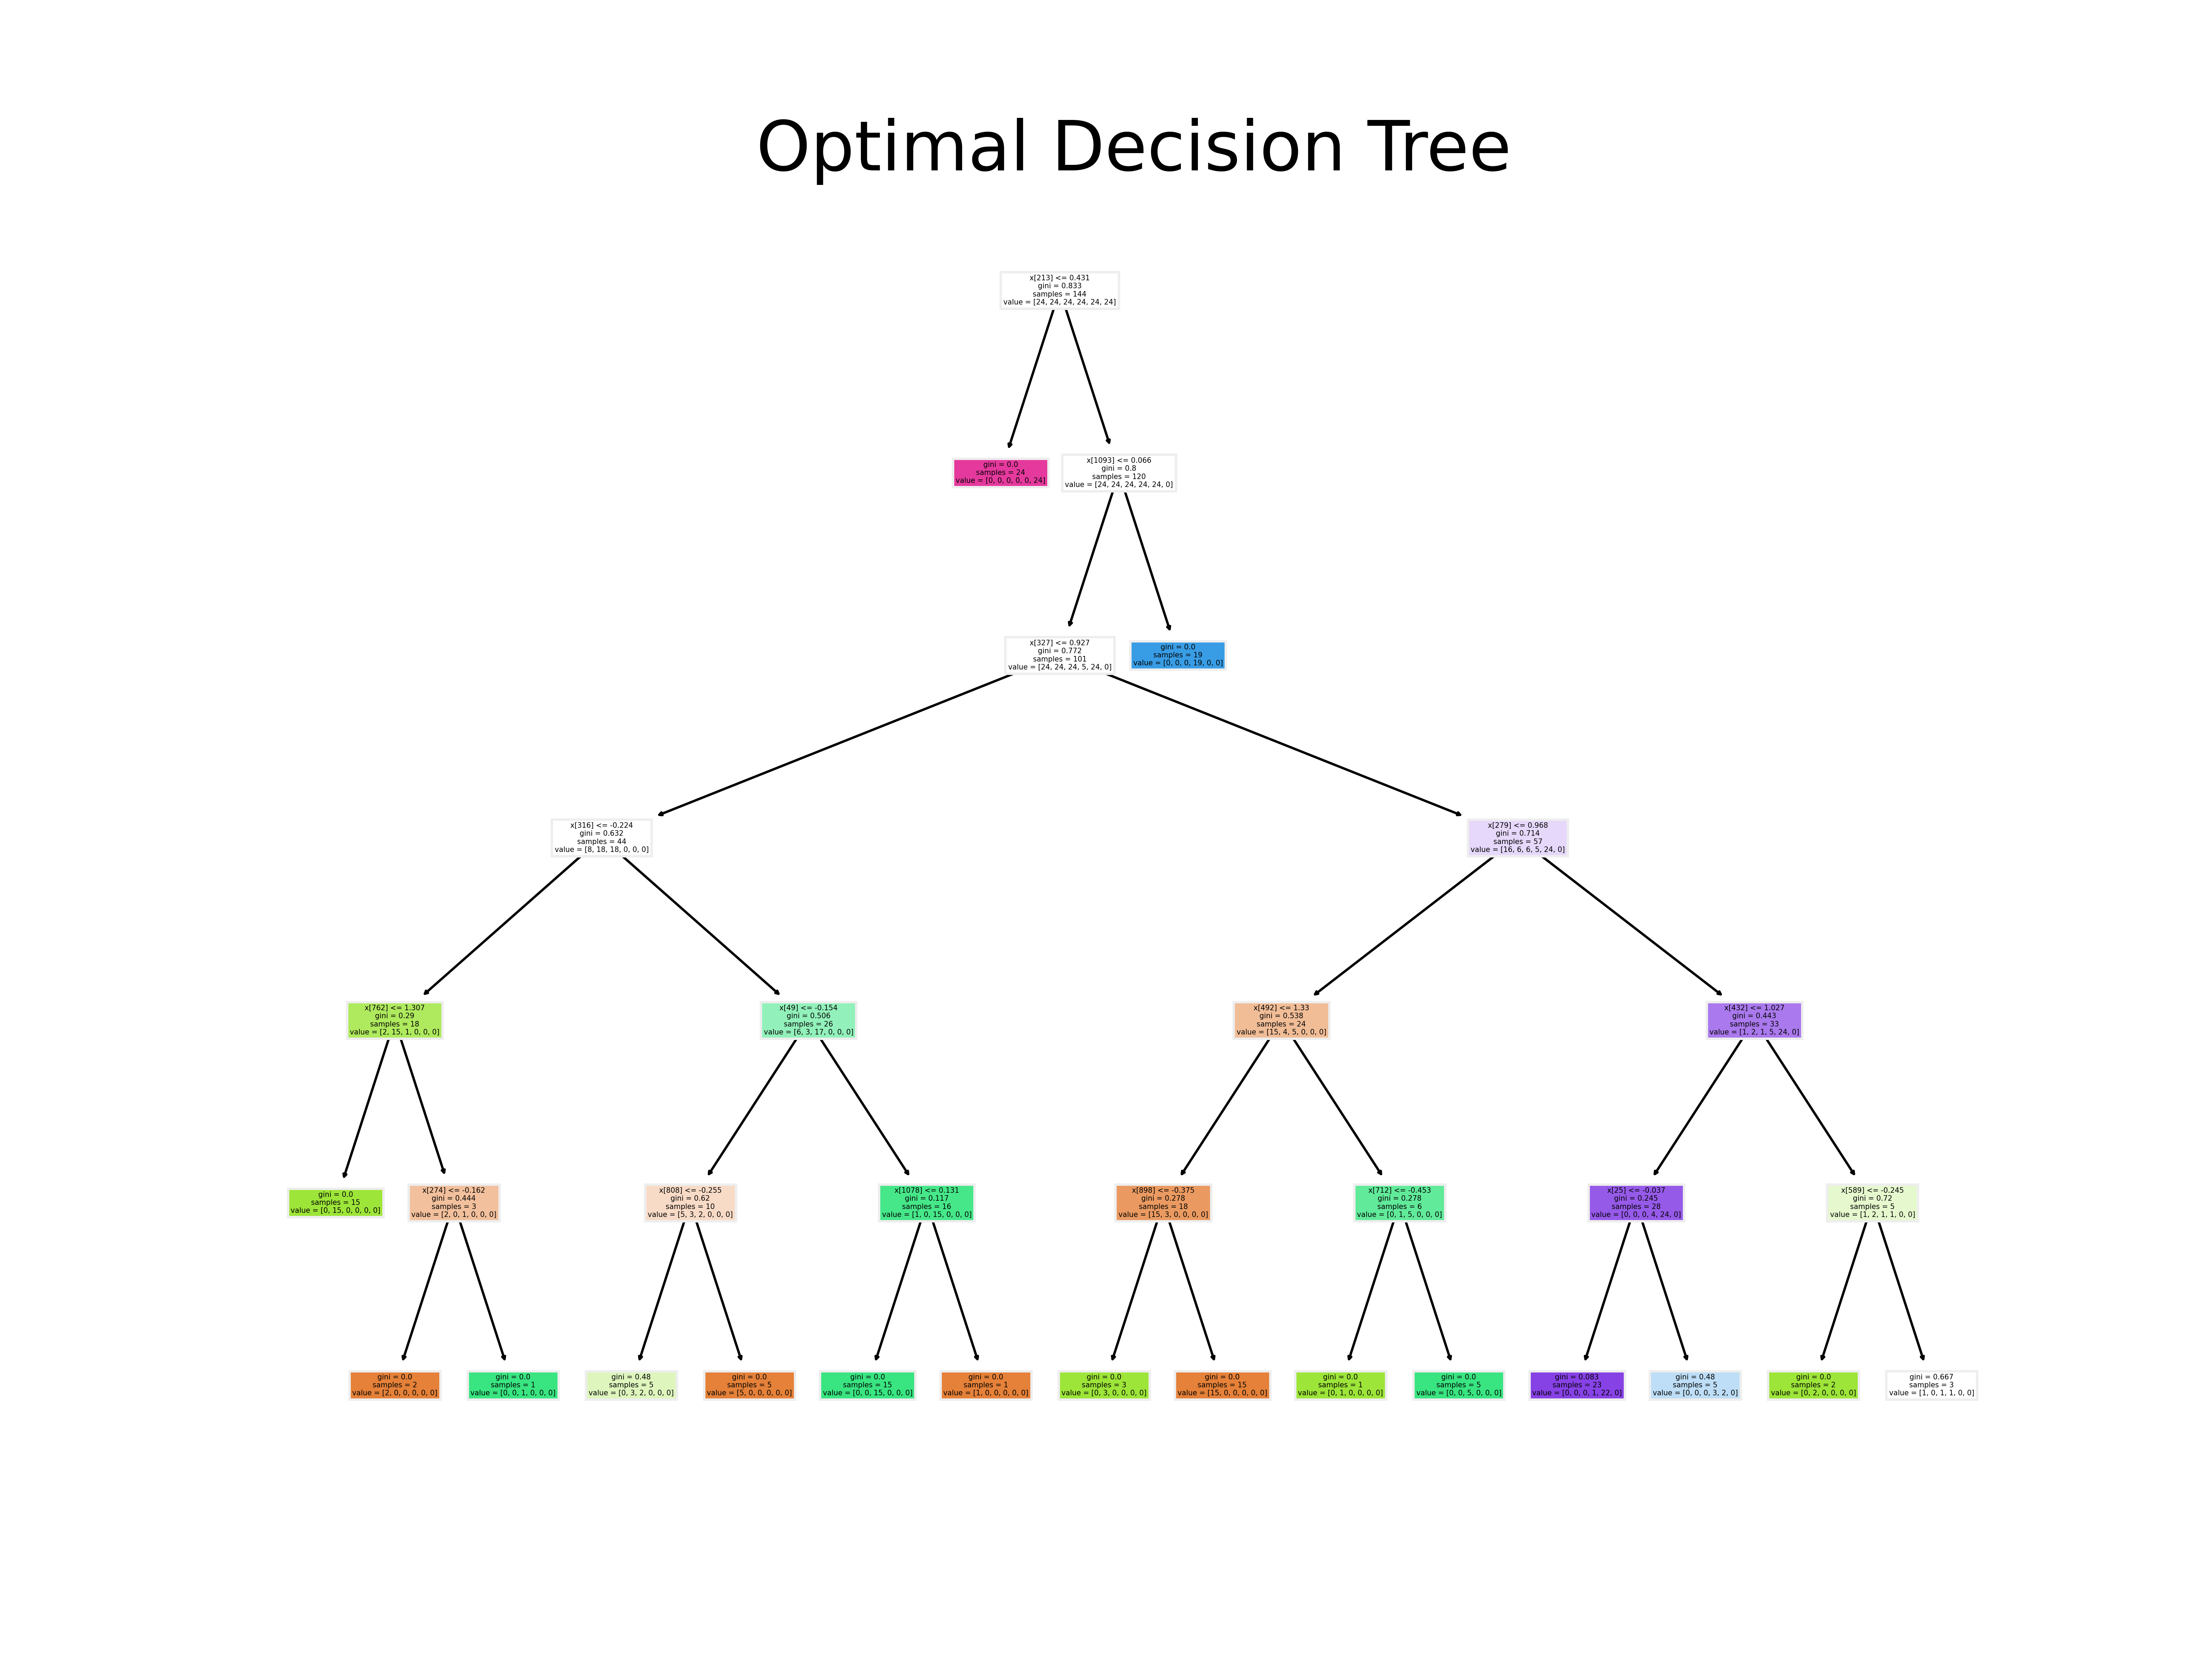 Optimal Decision Tree
x[213] <= 0.431
gini = 0.833
samples = 144
value = [24, 24, 24, 24, 24, 24]
gini = 0.0
samples = 24
value = [0, 0, 0, 0, 0, 24]
x[1093] <= 0.066
gini = 0.8
samples = 120
value = [24, 24, 24, 24, 24, 0]
x[327] <= 0.927
gini = 0.772
samples = 101
value = [24, 24, 24, 5, 24, 0]
gini = 0.0
samples = 19
value = [0, 0, 0, 19, 0, 0]
x[316] <= -0.224
gini = 0.632
samples = 44
value = [8, 18, 18, 0, 0, 0]
x[279] <= 0.968
gini = 0.714
samples = 57
value = [16, 6, 6, 5, 24, 0]
x[762] <= 1.307
gini = 0.29
samples = 18
value = [2, 15, 1, 0, 0, 0]
x[49] <= -0.154
gini = 0.506
samples = 26
value = [6, 3, 17, 0, 0, 0]
x[492] <= 1.33
gini = 0.538
samples = 24
value = [15, 4, 5, 0, 0, 0]
x[432] <= 1.027
gini = 0.443
samples = 33
value = [1, 2, 1, 5, 24, 0]
gini = 0.0
samples = 15
value = [0, 15, 0, 0, 0, 0]
x[274] <= -0.162
gini = 0.444
samples = 3
value = [2, 0, 1, 0, 0, 0]
x[808] <= -0.255
gini = 0.62
samples = 10
value = [5, 3, 2, 0, 0, 0]
x[1078] <= 0.131
gini = 0.117
samples = 16
value = [1, 0, 15, 0, 0, 0]
x[898] <= -0.375
gini = 0.278
samples = 18
value = [15, 3, 0, 0, 0, 0]
x[712] <= -0.453
gini = 0.278
samples = 6
value = [0, 1, 5, 0, 0, 0]
x[25] <= -0.037
gini = 0.245
samples = 28
value = [0, 0, 0, 4, 24, 0]
x[589] <= -0.245
gini = 0.72
samples = 5
value = [1, 2, 1, 1, 0, 0]
gini = 0.0
samples = 2
value = [2, 0, 0, 0, 0, 0]
gini = 0.0
samples = 1
value = [0, 0, 1, 0, 0, 0]
gini = 0.48
samples = 5
value = [0, 3, 2, 0, 0, 0]
gini = 0.0
samples = 5
value = [5, 0, 0, 0, 0, 0]
gini = 0.0
samples = 15
value = [0, 0, 15, 0, 0, 0]
gini = 0.0
samples = 1
value = [1, 0, 0, 0, 0, 0]
gini = 0.0
samples = 3
value = [0, 3, 0, 0, 0, 0]
gini = 0.0
samples = 15
value = [15, 0, 0, 0, 0, 0]
gini = 0.0
samples = 1
value = [0, 1, 0, 0, 0, 0]
gini = 0.0
samples = 5
value = [0, 0, 5, 0, 0, 0]
gini = 0.083
samples = 23
value = [0, 0, 0, 1, 22, 0]
gini = 0.48
samples = 5
value = [0, 0, 0, 3, 2, 0]
gini = 0.0
samples = 2
value = [0, 2, 0, 0, 0, 0]
gini = 0.667
samples = 3
value = [1, 0, 1, 1, 0, 0]